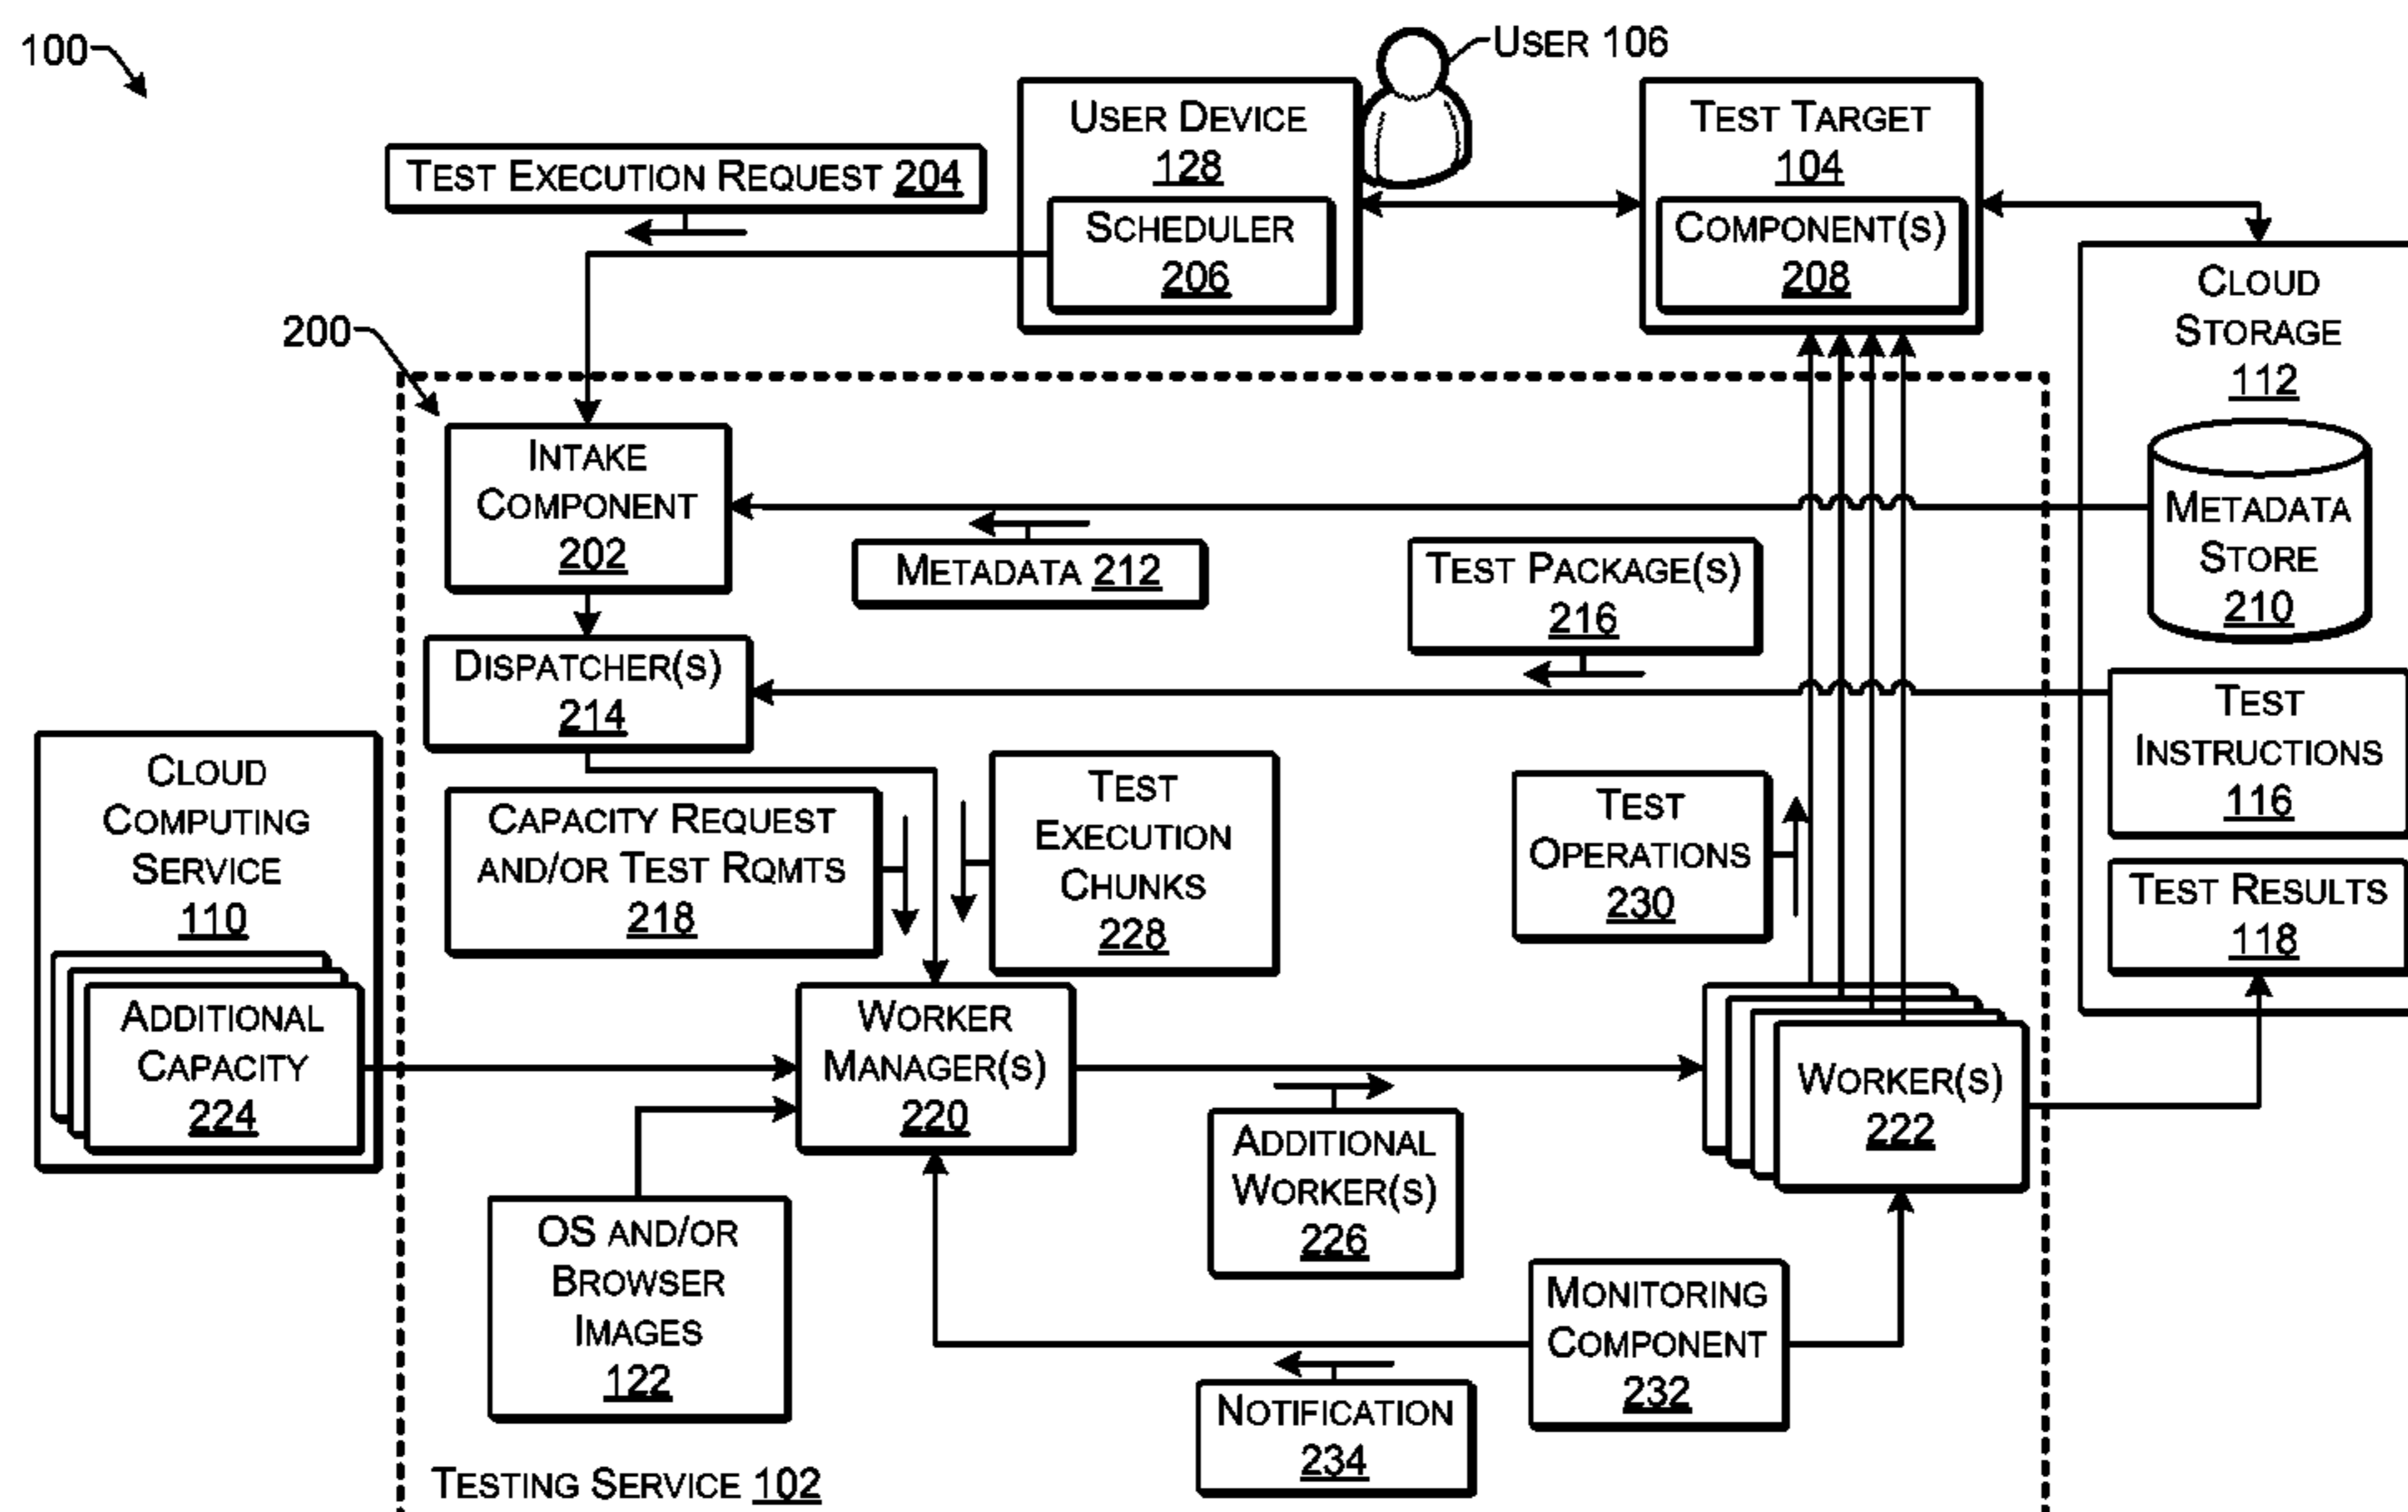 100
USER 106
USER DEVICE
128
SCHEDULER
206
TEST TARGET
104
COMPONENT(S)
208
TEST EXECUTION REQUEST 204
CLOUD
STORAGE
112
METADATA
STORE
210
200
INTAKE
COMPONENT
202
METADATA 212
TEST PACKAGE(S)
216
DISPATCHER(S)
214
TEST
INSTRUCTIONS
116
TEST RESULTS
118
CLOUD
COMPUTING
SERVICE
110
ADDITIONAL
CAPACITY
224
CAPACITY REQUEST
AND/OR TEST RQMTS
218
TEST
EXECUTION
CHUNKS
228
TEST
OPERATIONS
230
WORKER
MANAGER(S)
220
WORKER(S)
222
ADDITIONAL
WORKER(S)
226
OS AND/OR
BROWSER
IMAGES
122
MONITORING
COMPONENT
232
NOTIFICATION
234
TESTING SERVICE 102